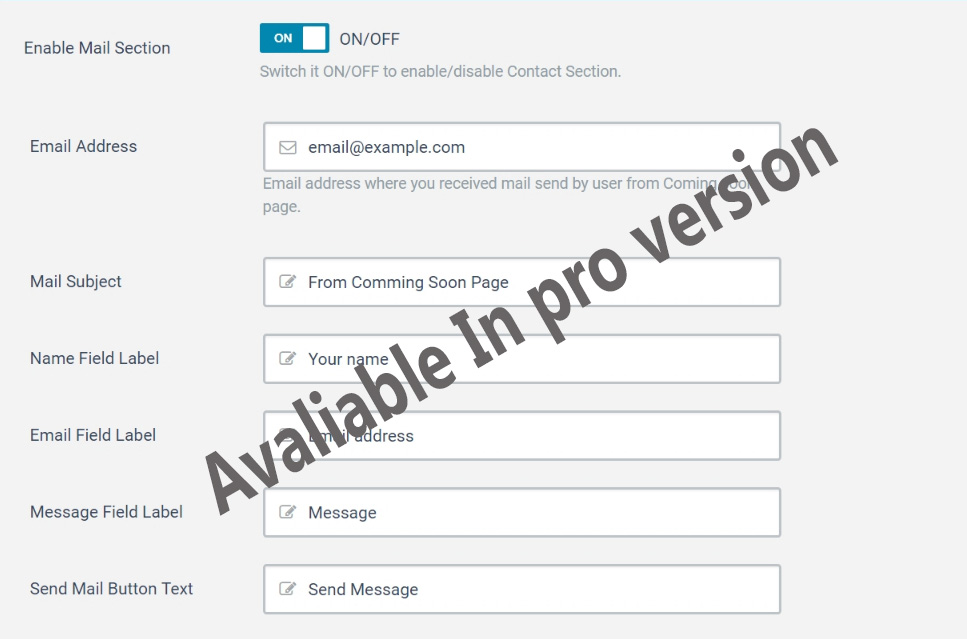 Enable Mail Section
ON
ON/OFF
Switch it ON/OFF to enable/disable Contact Section.
Email Address
email@example.com
Email address where you received mail send by user from Coming Soon
page.
Mail Subject
From Comming Soon Page
Name Field Label
Your name
Email Field Label
Email address
Message Field Label
Message
Send Mail Button Text
Send Message
Avaliable In pro version